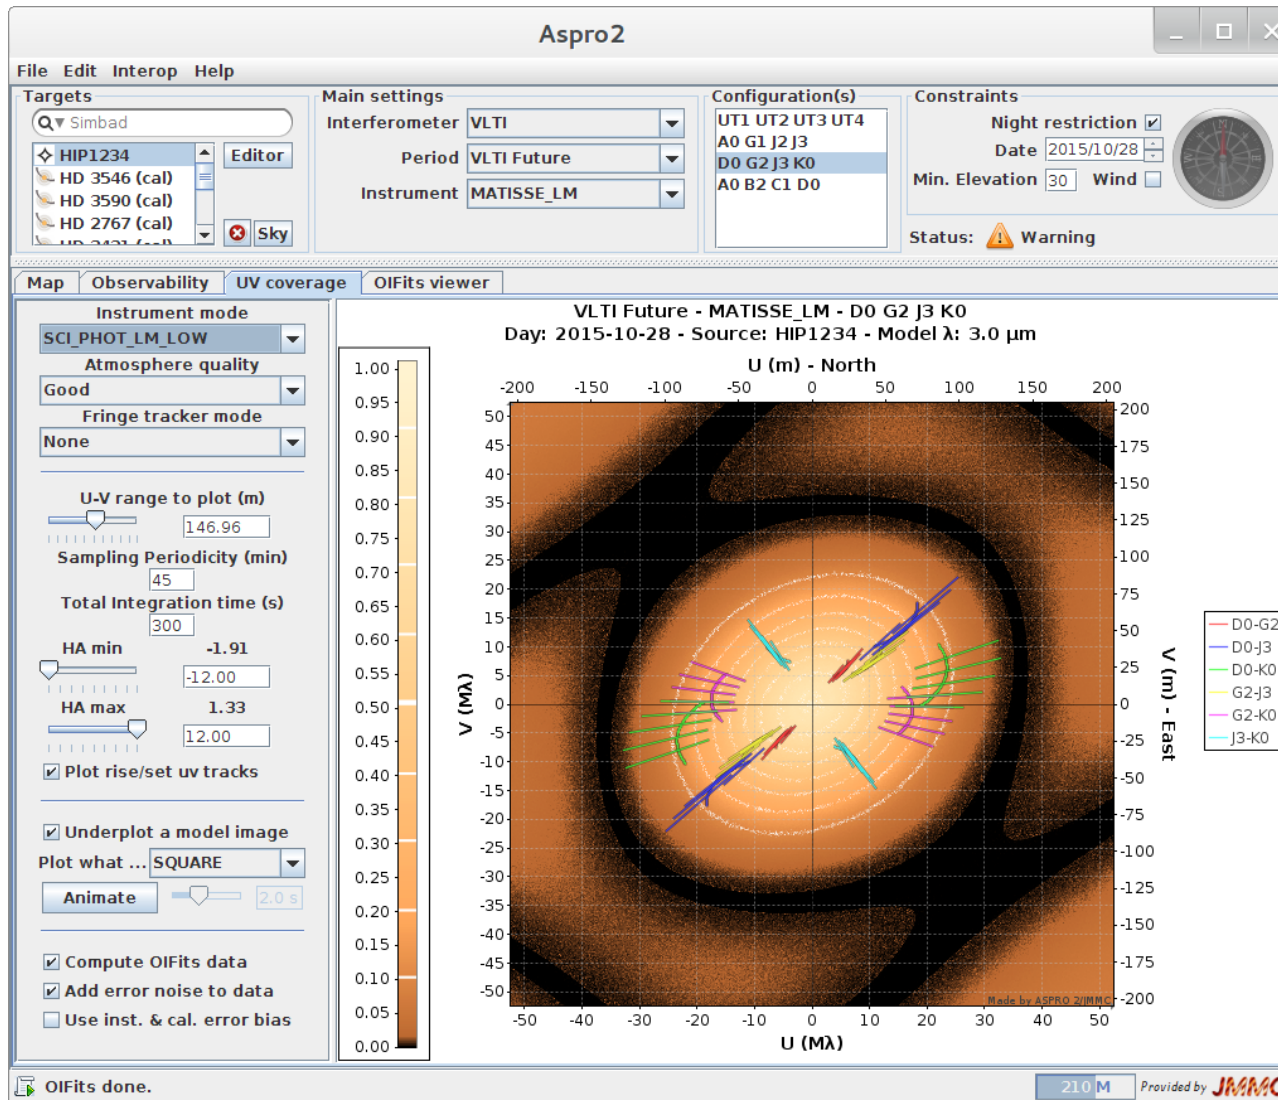 Aspro2
File Edit Interop Help
Targets
Simbad
HIP1234
HD 3546 (cal)
HD 3590 (cal)
HD 2767 (cal)
Editor
Sky
Main settings
Interferometer VLTI
Period VLTI Future
Instrument MATISSE_LM
Configuration(s)
UT1 UT2 UT3 UT4
A0 G1 J2 J3
D0 G2 J3 K0
A0 B2 C1 D0
Constraints
Night restriction
Date 2015/10/28
Min. Elevation 30 Wind
Status: Warning
Map Observability UV coverage OIFits viewer
Instrument mode
SCI_PHOT_LM_LOW
Atmosphere quality
Good
Fringe tracker mode
None
U-V range to plot (m)
146.96
Sampling Periodicity (min)
45
Total Integration time (s)
300
HA min -1.91
-12.00
HA max 1.33
12.00
Plot rise/set uv tracks
Underplot a model image
Plot what ... SQUARE
Animate 2.0 s
Compute OIFits data
Add error noise to data
Use inst. & cal. error bias
1.00
0.95
0.90
0.85
0.80
0.75
0.70
0.65
0.60
0.55
0.50
0.45
0.40
0.35
0.30
0.25
0.20
0.15
0.10
0.05
0.00
VLTI Future - MATISSE_LM - D0 G2 J3 K0
Day: 2015-10-28 - Source: HIP1234 - Model λ: 3.0 µm
U (m) - North
-200 -150 -100 -50 0 50 100 150 200
V (Mλ)
50
45
40
35
30
25
20
15
10
5
0
-5
-10
-15
-20
-25
-30
-35
-40
-45
-50
200
175
150
125
100
75
50
25
0
-25
-50
-75
-100
-125
-150
-175
-200
V (m) - East
Made by ASPRO 2/JMMC
-50 -40 -30 -20 -10 0 10 20 30 40 50
U (Mλ)
D0-G2
D0-J3
D0-K0
G2-J3
G2-K0
J3-K0
OIFits done.
210 M
Provided by JMMC